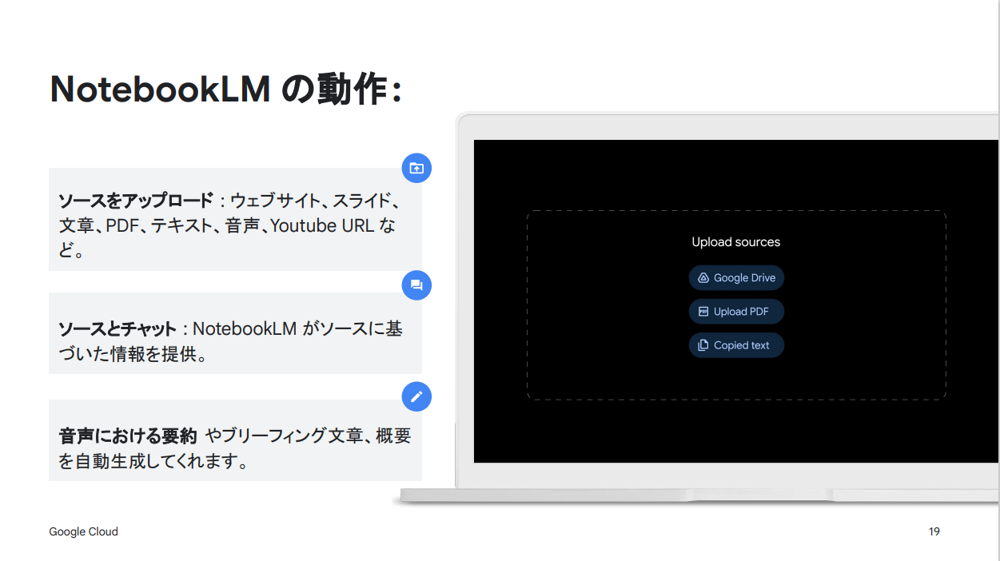 NotebookLM の動作：
ソースをアップロード : ウェブサイト、スライド、
文章、PDF、テキスト、音声、Youtube URL な
ど。
ソースとチャット : NotebookLM がソースに基
づいた情報を提供。
音声における要約 やブリーフィング文章、概要
を自動生成してくれます。
Upload sources
Google Drive
PDF Upload PDF
Copied text
Google Cloud
19